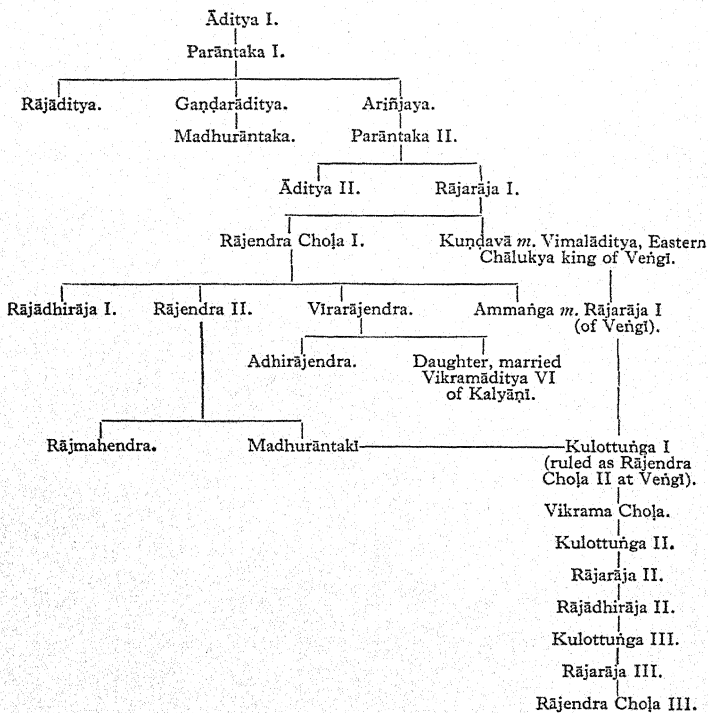 Āditya I.
Parāntaka I.
Rājāditya. Gaṇḍarāditya. Ariñjaya.
Madhurāntaka. Parāntaka II.
Āditya II. Rājarāja I.
Rājendra Choḷa I. Kuṇḍavā m. Vimalāditya, Eastern
Chālukya king of Veṅgī.
Rājādhirāja I. Rājendra II. Vīrarājendra. Ammaṅga m. Rājarāja I
(of Veṅgī).
Adhirājendra. Daughter, married
Vikramāditya VI
of Kalyāṇī.
Rājmahendra. Madhurāntakī Kulottuṅga I
(ruled as Rājendra
Choḷa II at Veṅgī).
Vikrama Choḷa.
Kulottuṅga II.
Rājarāja II.
Rājādhirāja II.
Kulottuṅga III.
Rājarāja III.
Rājendra Choḷa III.